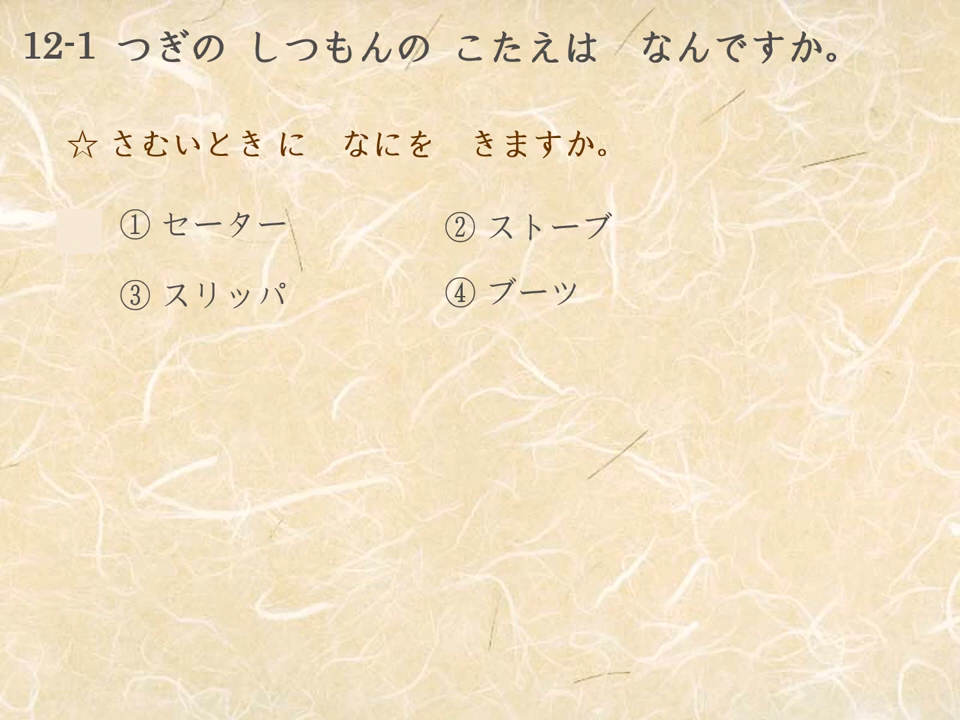 12-1 つぎの しつもんの こたえは　なんですか。
☆ さむいとき に　なにを　きますか。
① セーター　② ストーブ
③ スリッパ　④ ブーツ